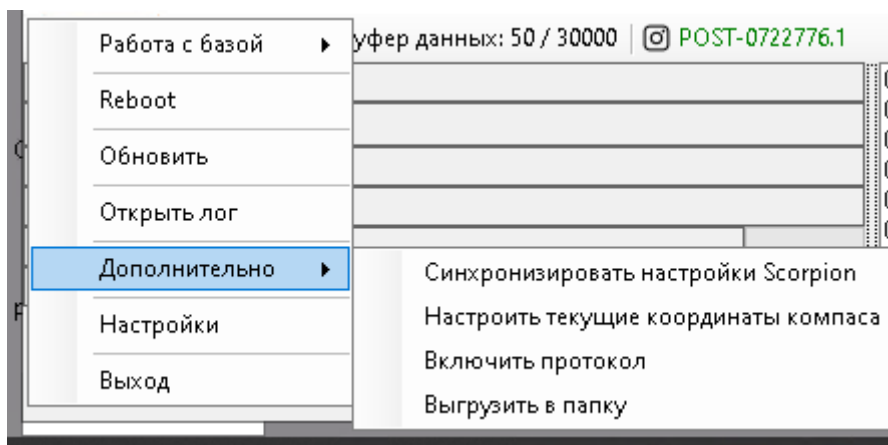 Работа с базой
уфер данных: 50 / 30000
POST-0722776.1
Reboot
Обновить
Открыть лог
Дополнительно
Синхронизировать настройки Scorpion
Настроить текущие координаты компаса
Настройки
Включить протокол
Выход
Выгрузить в папку